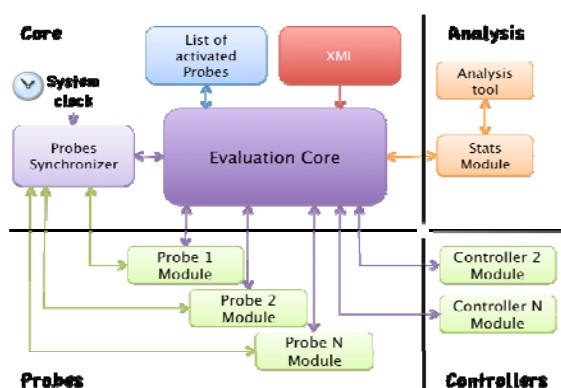 Core
List of
activated
Probes
XMI
Analysis
System
clock
Analysis
tool
Probes
Synchronizer
Evaluation Core
Stats
Module
Probe 1
Module
Controller 2
Module
Probe 2
Module
Controller N
Module
Probe N
Module
Probes
Controllers